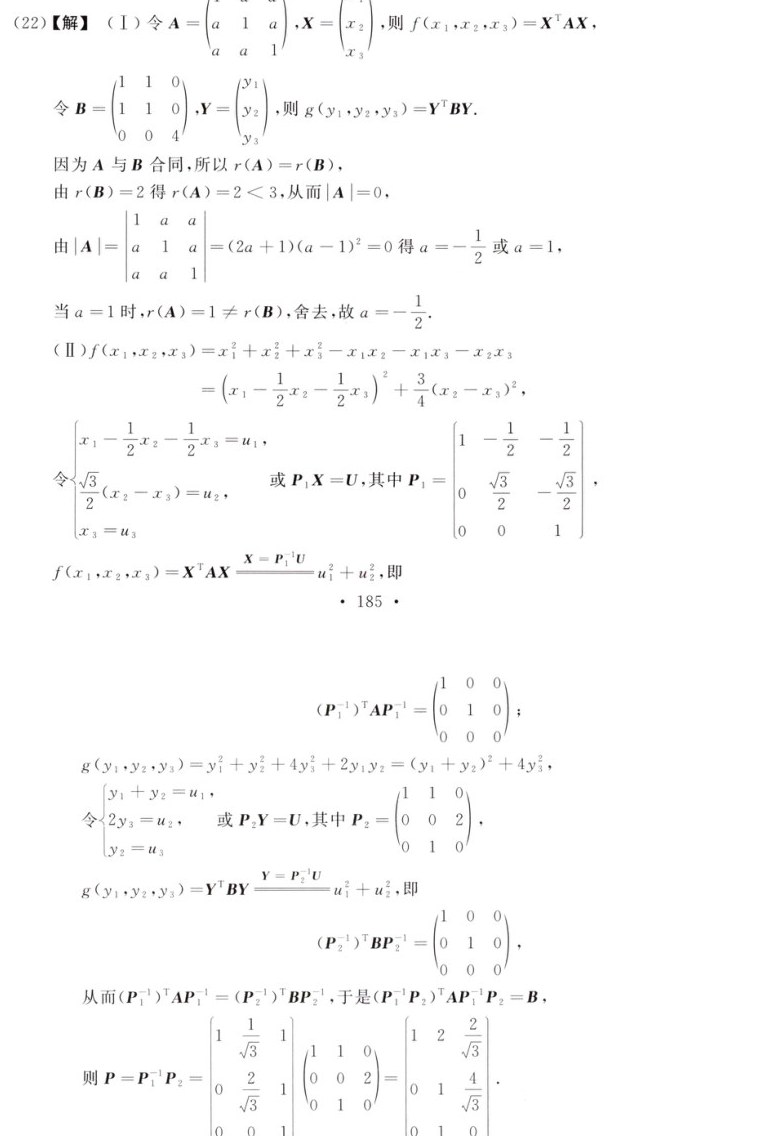 (22)【解】 (Ⅰ)令 A = (1 a a; a 1 a; a a 1), X = (x₁; x₂; x₃), 则 f(x₁,x₂,x₃)=XᵀAX,
令 B = (1 1 0; 1 1 0; 0 0 4), Y = (y₁; y₂; y₃), 则 g(y₁,y₂,y₃)=YᵀBY.
因为 A 与 B 合同,所以 r(A)=r(B),
由 r(B)=2 得 r(A)=2<3,从而|A|=0,
由|A|= |1 a a; a 1 a; a a 1| =(2a+1)(a-1)²=0 得 a=-1/2 或 a=1,
当 a=1 时,r(A)=1≠r(B),舍去,故 a=-1/2.
(Ⅱ)f(x₁,x₂,x₃)=x₁²+x₂²+x₃²-x₁x₂-x₁x₃-x₂x₃
=(x₁-1/2x₂-1/2x₃)²+3/4(x₂-x₃)²,
令{x₁-1/2x₂-1/2x₃=u₁, √3/2(x₂-x₃)=u₂, x₃=u₃ 或 P₁X=U,其中 P₁=[1 -1/2 -1/2; 0 √3/2 -√3/2; 0 0 1],
f(x₁,x₂,x₃)=XᵀAX ═(X=P₁⁻¹U)═ u₁²+u₂²,即
· 185 ·
(P₁⁻¹)ᵀAP₁⁻¹=(1 0 0; 0 1 0; 0 0 0);
g(y₁,y₂,y₃)=y₁²+y₂²+4y₃²+2y₁y₂=(y₁+y₂)²+4y₃²,
令{y₁+y₂=u₁, 2y₃=u₂, y₂=u₃ 或 P₂Y=U,其中 P₂=(1 1 0; 0 0 2; 0 1 0),
g(y₁,y₂,y₃)=YᵀBY ═(Y=P₂⁻¹U)═ u₁²+u₂²,即
(P₂⁻¹)ᵀBP₂⁻¹=(1 0 0; 0 1 0; 0 0 0),
从而(P₁⁻¹)ᵀAP₁⁻¹=(P₂⁻¹)ᵀBP₂⁻¹,于是(P₁⁻¹P₂)ᵀAP₁⁻¹P₂=B,
则 P=P₁⁻¹P₂=[1 1/√3 1; 0 2/√3 1; 0 0 1](1 1 0; 0 0 2; 0 1 0)=[1 2 2/√3; 0 1 4/√3; 0 1 0].